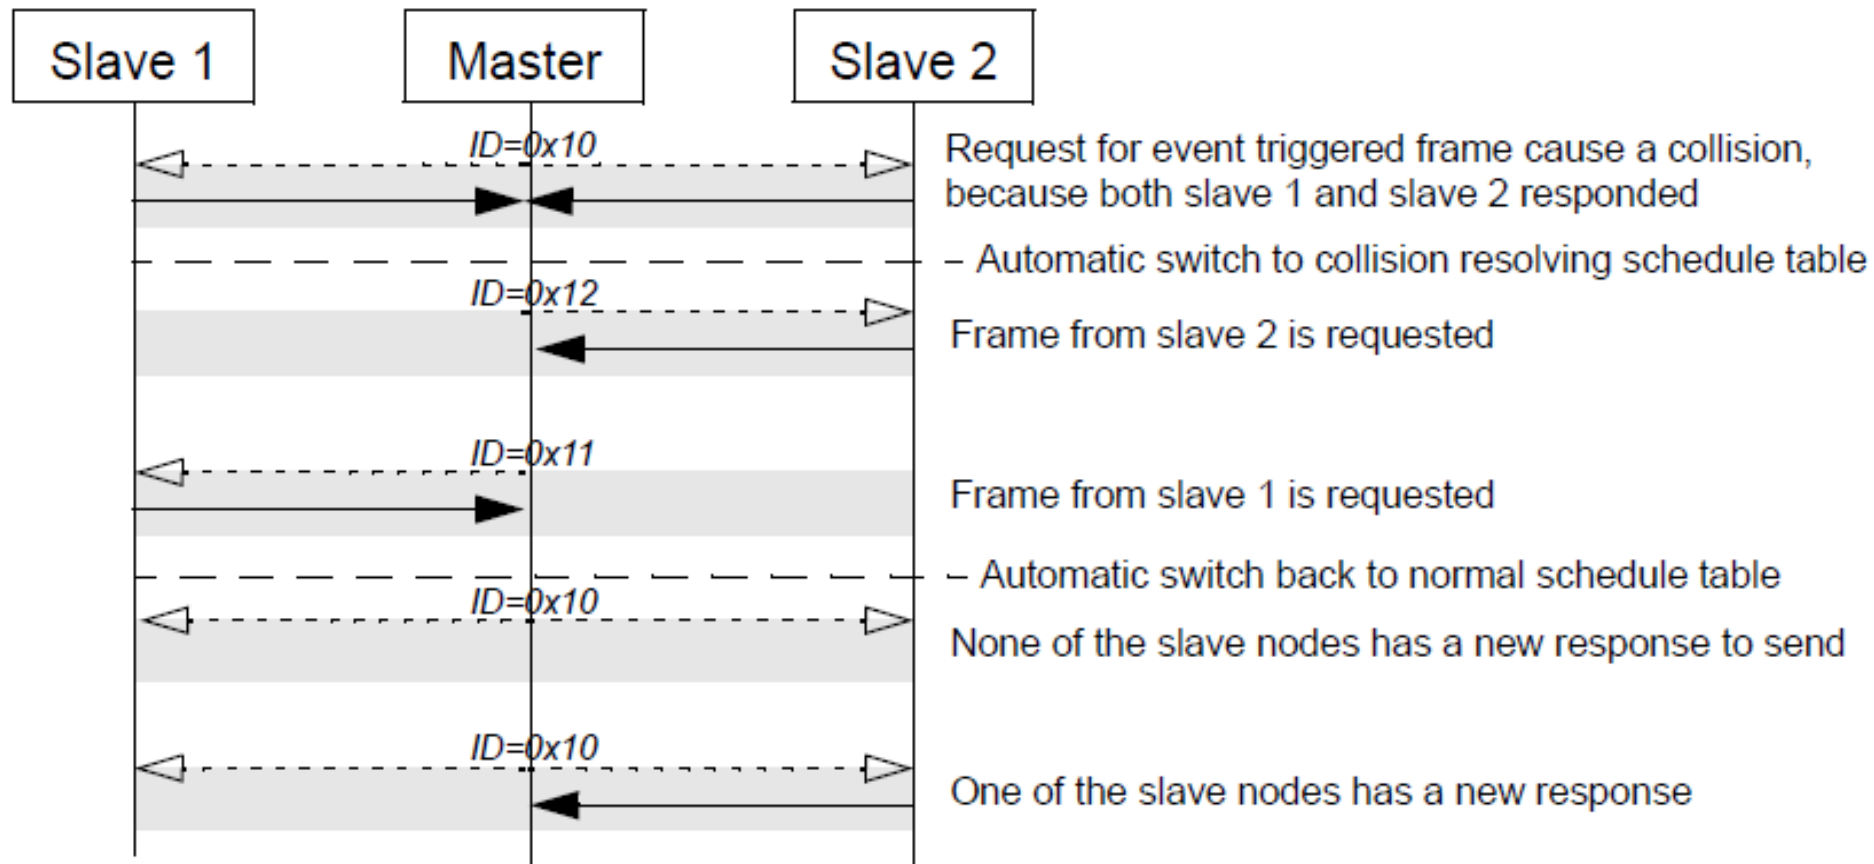 Slave 1
Master
Slave 2
ID=0x10
Request for event triggered frame cause a collision,
because both slave 1 and slave 2 responded
Automatic switch to collision resolving schedule table
ID=0x12
Frame from slave 2 is requested
ID=0x11
Frame from slave 1 is requested
Automatic switch back to normal schedule table
ID=0x10
None of the slave nodes has a new response to send
ID=0x10
One of the slave nodes has a new response